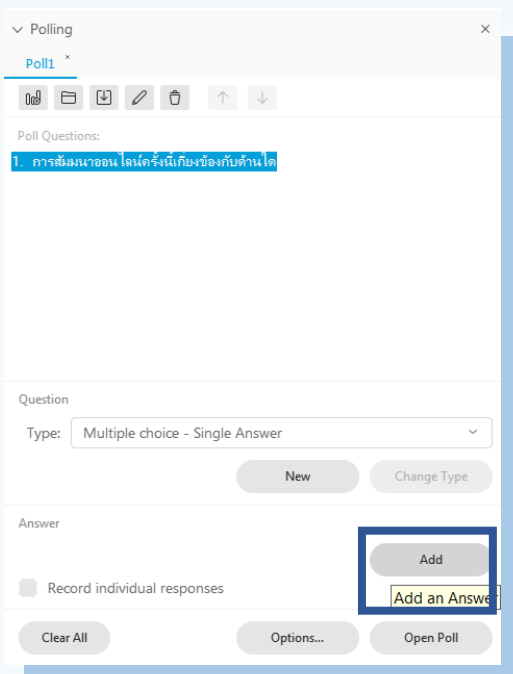 Polling
Poll1
Poll Questions:
1. การสัมมนาออนไลน์ครั้งนี้เกี่ยวข้องกับด้านใด
Question
Type: Multiple choice - Single Answer
New Change Type
Answer
Add
Record individual responses
Add an Answer
Clear All Options... Open Poll